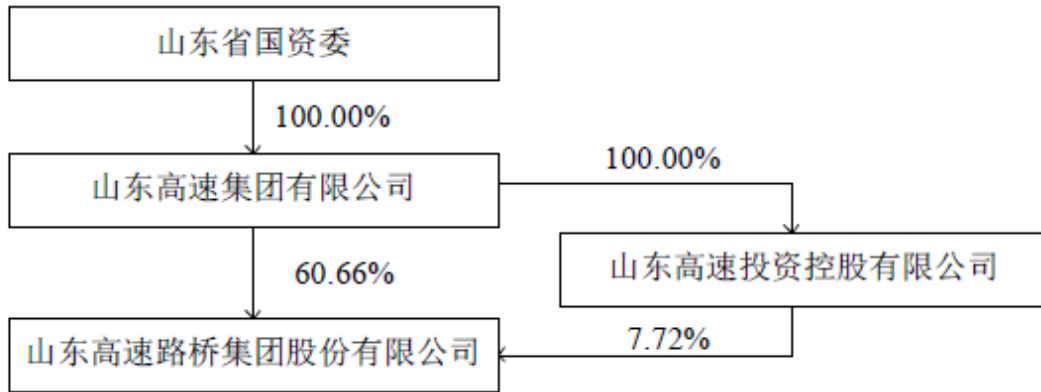 山东省国资委
100.00%
山东高速集团有限公司
100.00%
60.66%
山东高速投资控股有限公司
7.72%
山东高速路桥集团股份有限公司